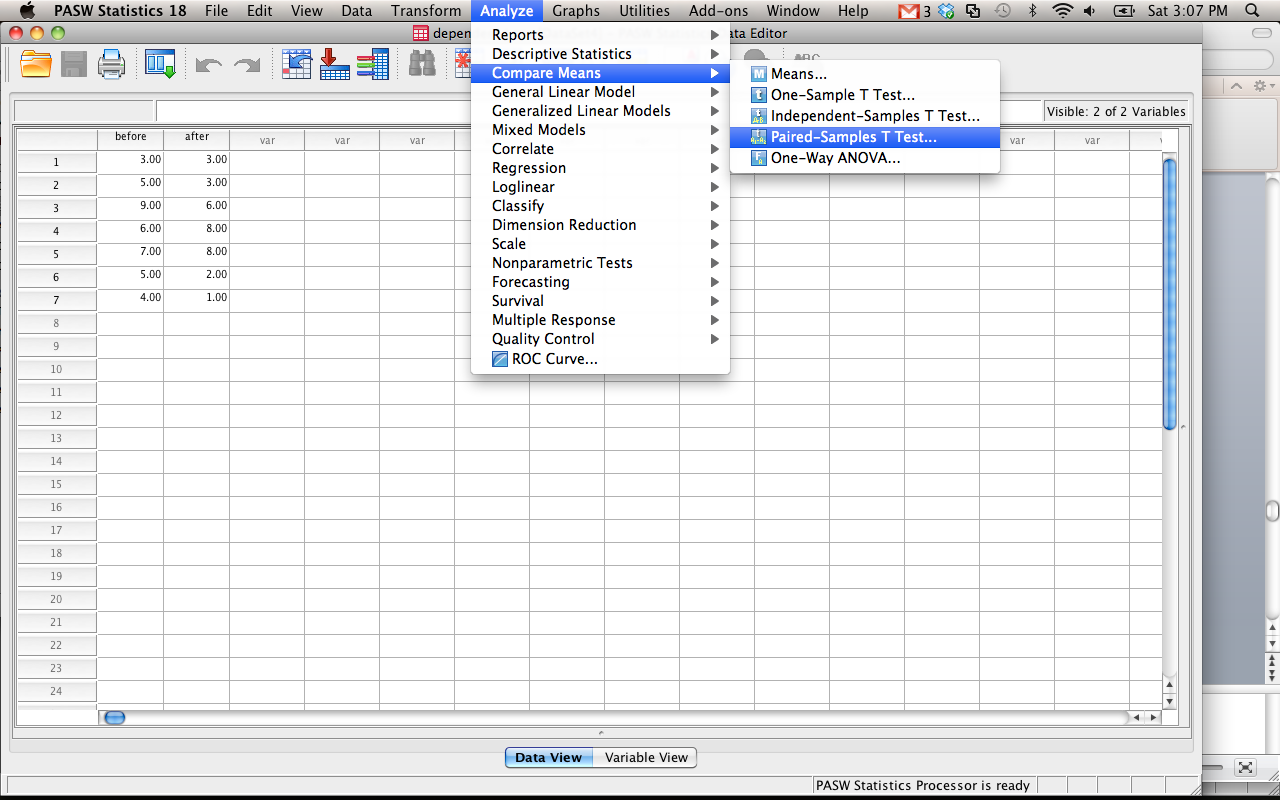 PASW Statistics 18 File Edit View Data Transform Analyze Graphs Utilities Add-ons Window Help 3 Sat 3:07 PM
depen
ta Editor
Reports
Descriptive Statistics
Compare Means
General Linear Model
Generalized Linear Models
Mixed Models
Correlate
Regression
Loglinear
Classify
Dimension Reduction
Scale
Nonparametric Tests
Forecasting
Survival
Multiple Response
Quality Control
ROC Curve...
Means...
One-Sample T Test...
Independent-Samples T Test...
Paired-Samples T Test...
One-Way ANOVA...
Visible: 2 of 2 Variables
before after var var var var var
1 3.00 3.00
2 5.00 3.00
3 9.00 6.00
4 6.00 8.00
5 7.00 8.00
6 5.00 2.00
7 4.00 1.00
8
9
10
11
12
13
14
15
16
17
18
19
20
21
22
23
24
Data View Variable View
PASW Statistics Processor is ready